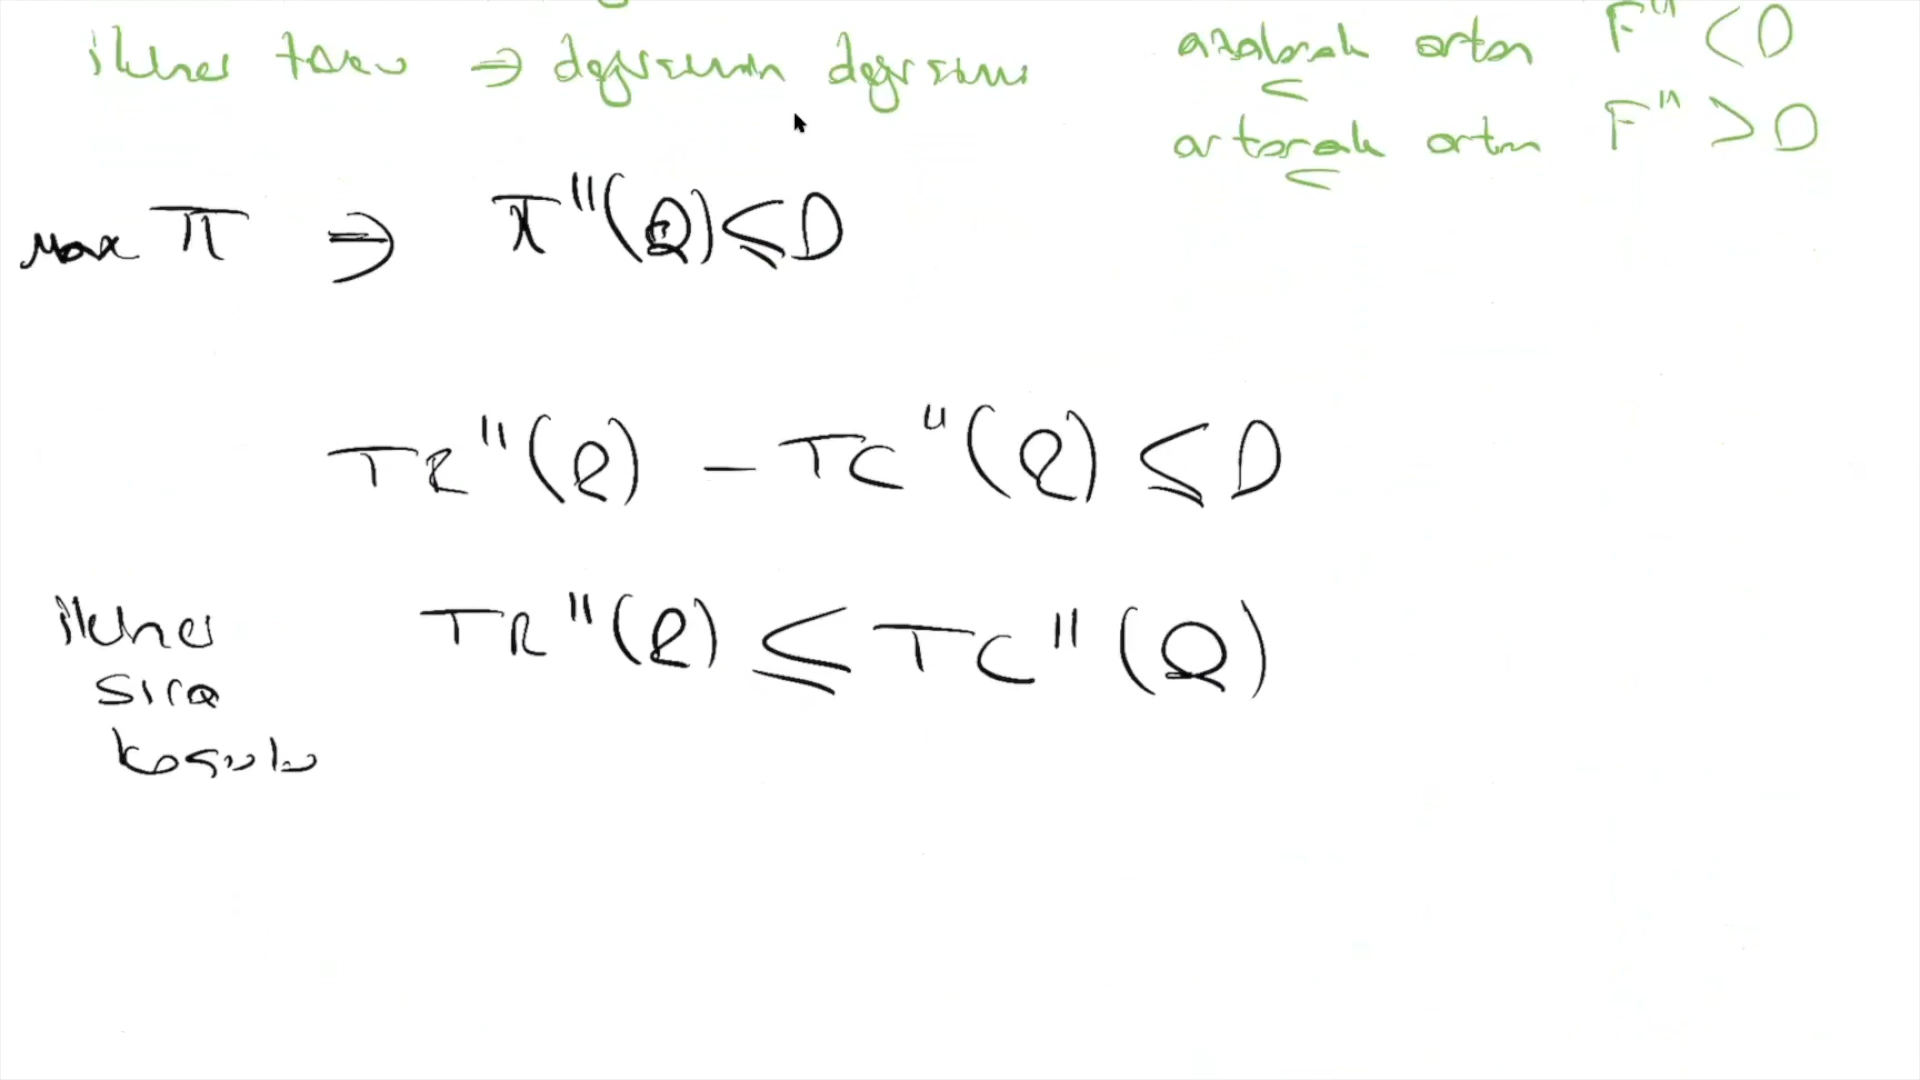 ikinci türev ⇒ değişimin değişimi
azalarak artan F'' < 0
artarak artan F'' > 0
max π ⇒ π''(Q) ≤ 0
TR''(Q) - TC''(Q) ≤ 0
ikinci
sıra
koşulu
TR''(Q) ≤ TC''(Q)